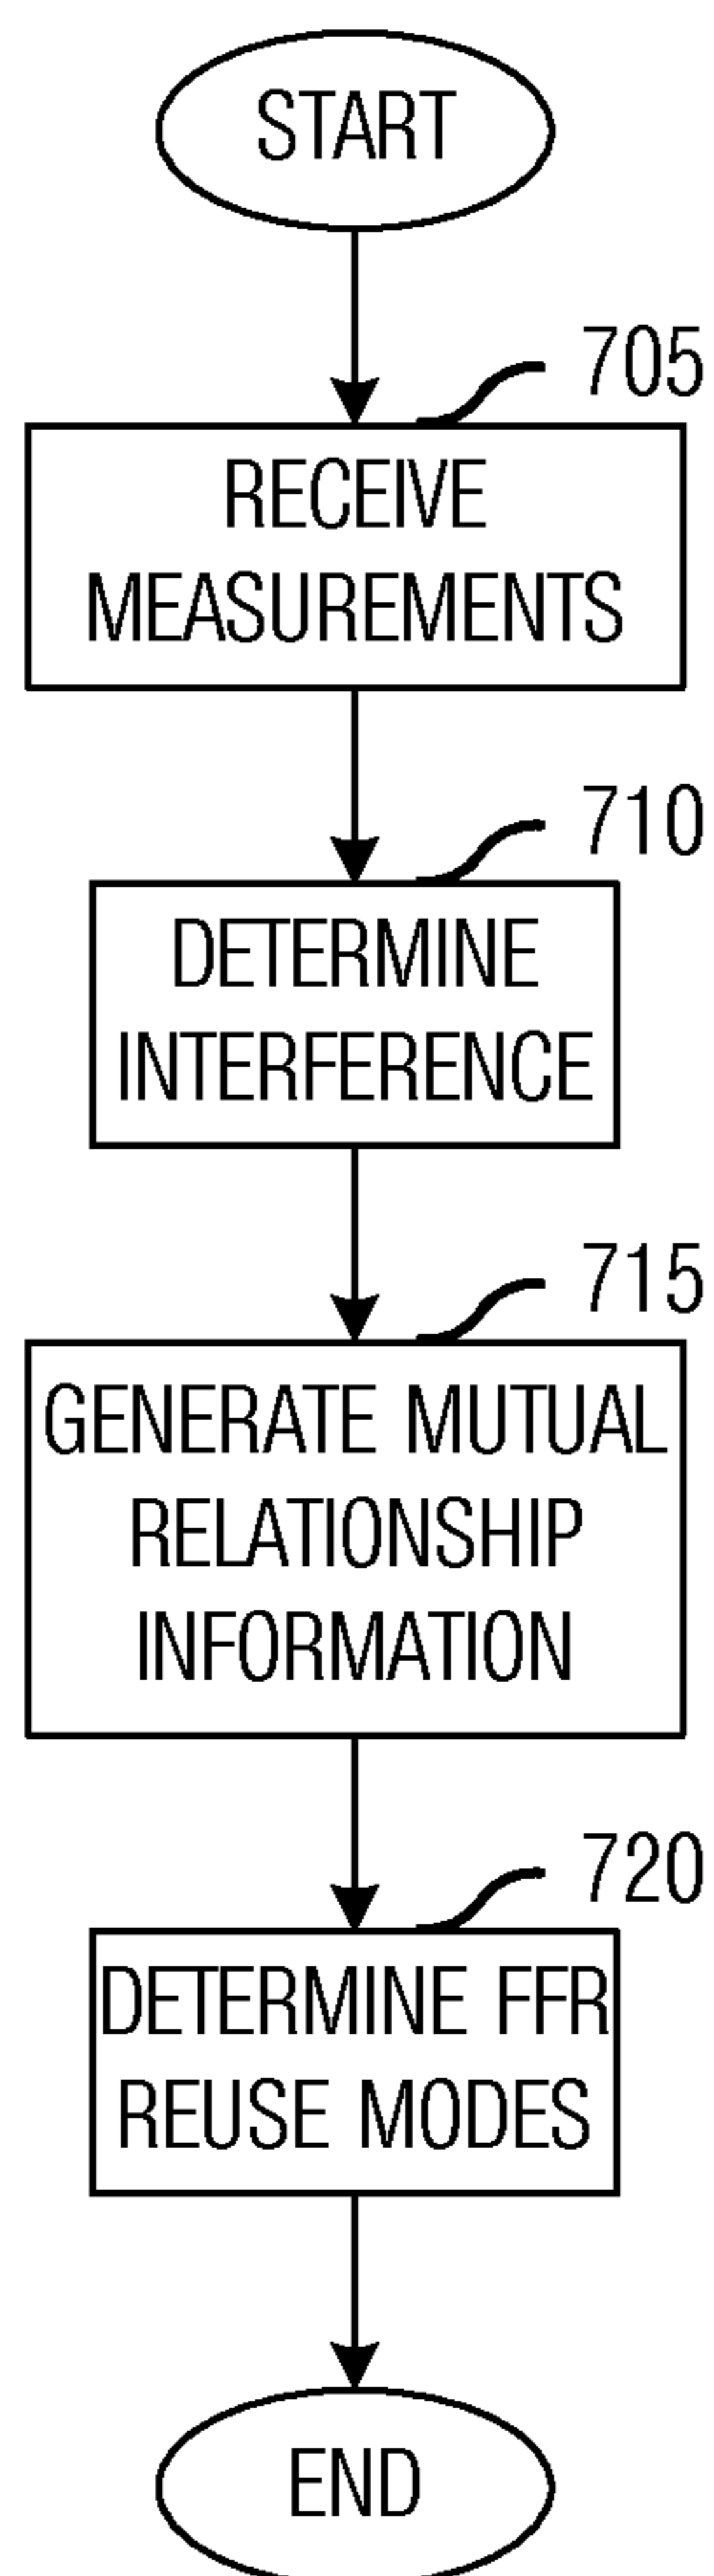 START
705
RECEIVE
MEASUREMENTS
710
DETERMINE
INTERFERENCE
715
GENERATE MUTUAL
RELATIONSHIP
INFORMATION
720
DETERMINE FFR
REUSE MODES
END